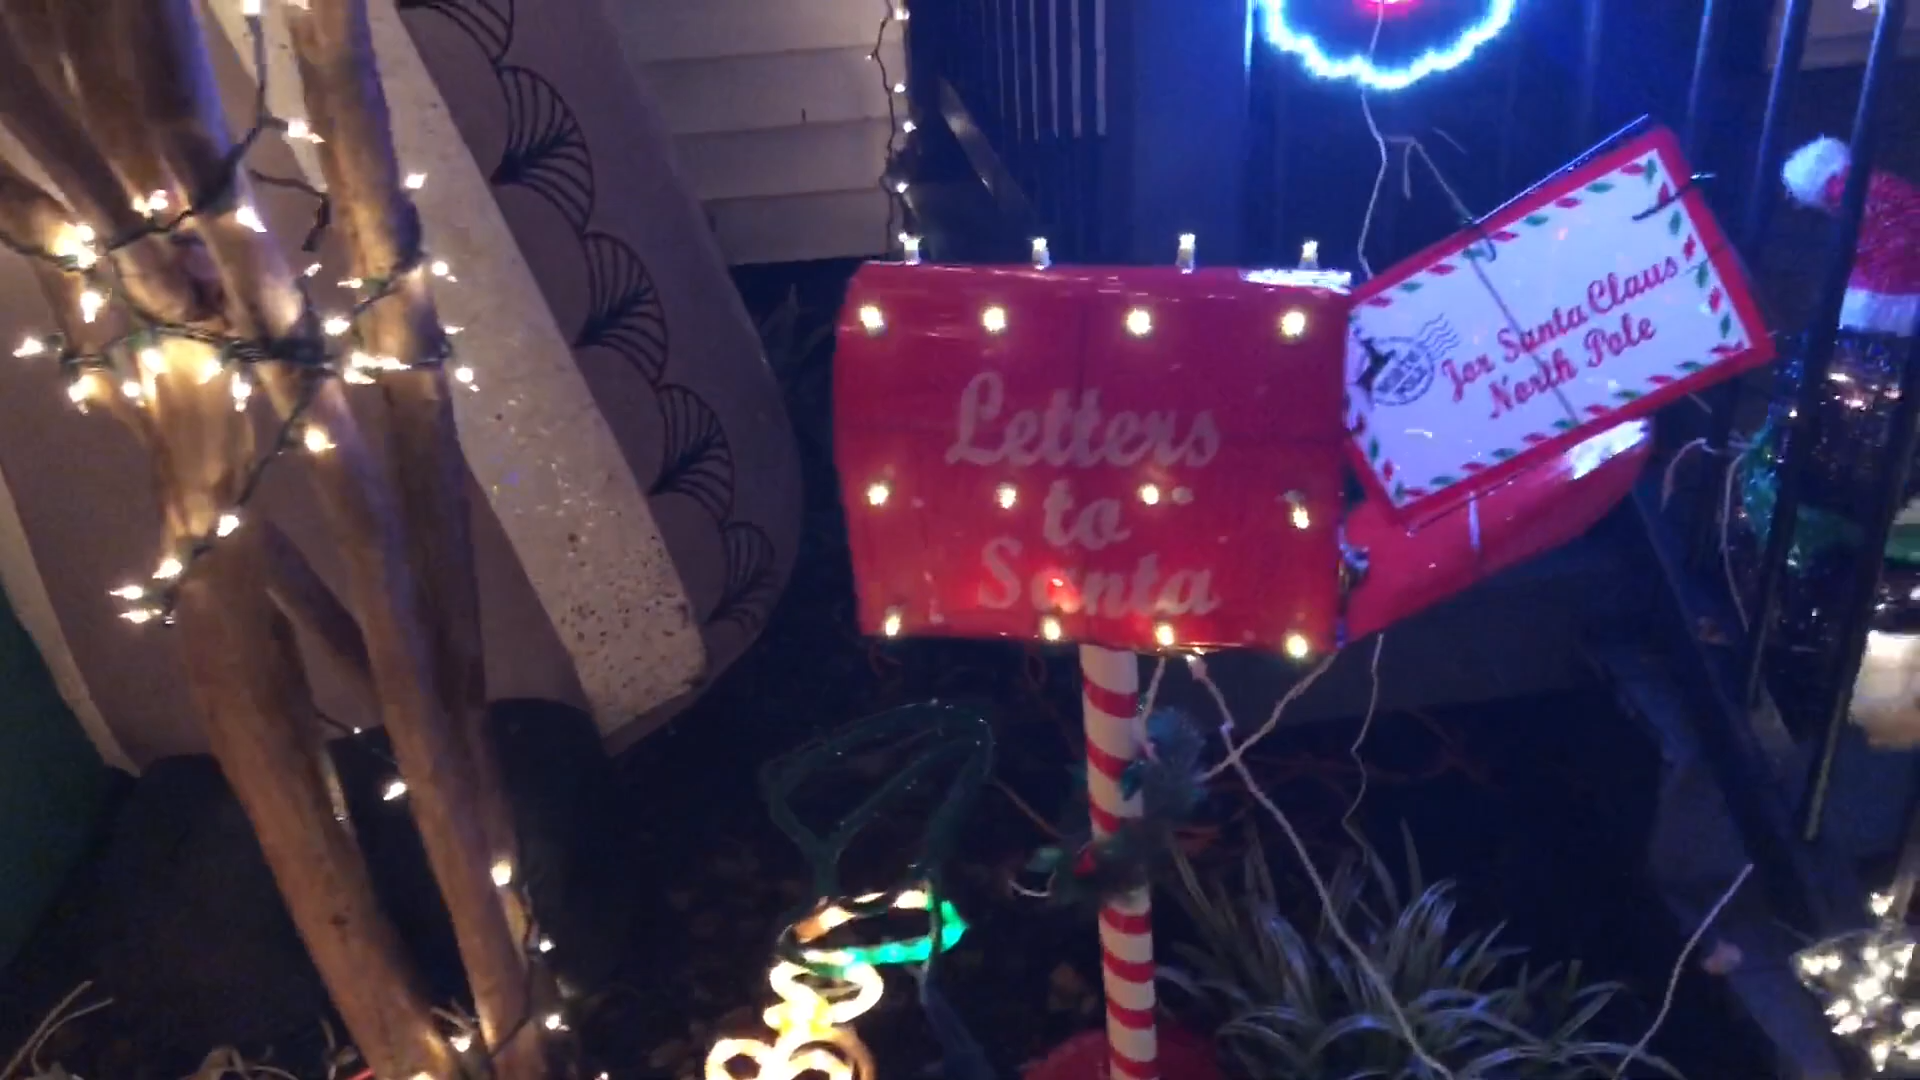 Letters
to
Santa
for Santa Claus
North Pole